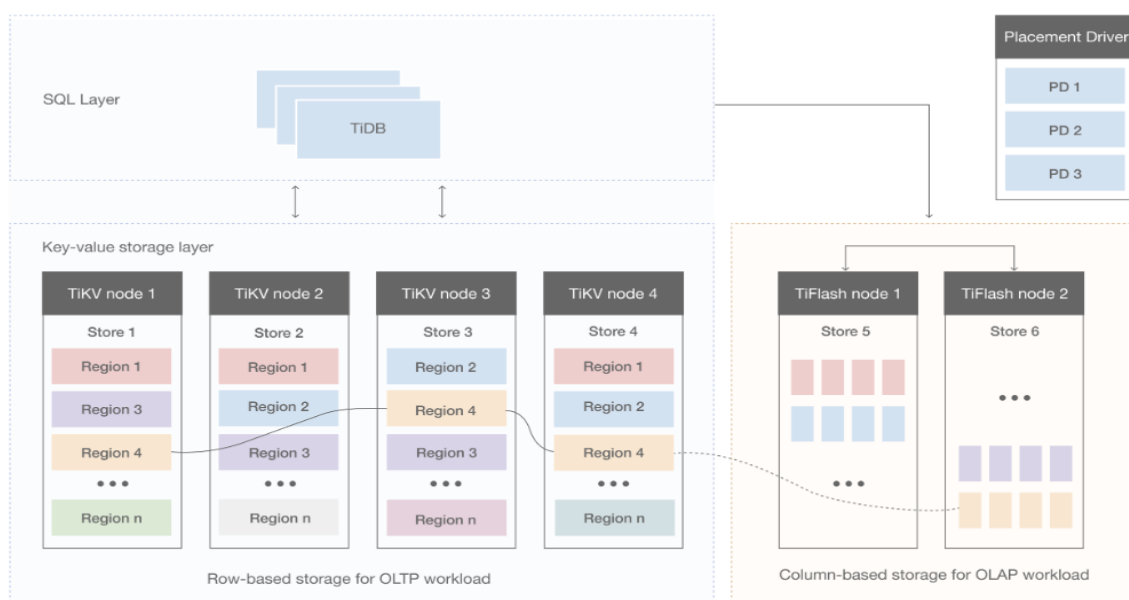 SQL Layer
TiDB
Placement Driver
PD 1
PD 2
PD 3
Key-value storage layer
TiKV node 1
Store 1
Region 1
Region 3
Region 4
•••
Region n
TiKV node 2
Store 2
Region 1
Region 2
Region 3
•••
Region n
TiKV node 3
Store 3
Region 2
Region 4
Region 3
•••
Region n
TiKV node 4
Store 4
Region 1
Region 2
Region 4
•••
Region n
Row-based storage for OLTP workload
TiFlash node 1
Store 5
•••
TiFlash node 2
Store 6
•••
Column-based storage for OLAP workload